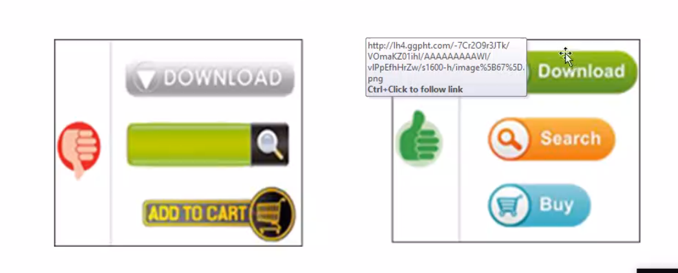 DOWNLOAD
ADD TO CART
http://lh4.ggpht.com/-7Cr2O9r3JTk/
VOmaKZ01ihI/AAAAAAAAAWI/
vIPpEfhHrZw/s1600-h/image%5B67%5D.
png
Ctrl+Click to follow link
Download
Search
Buy